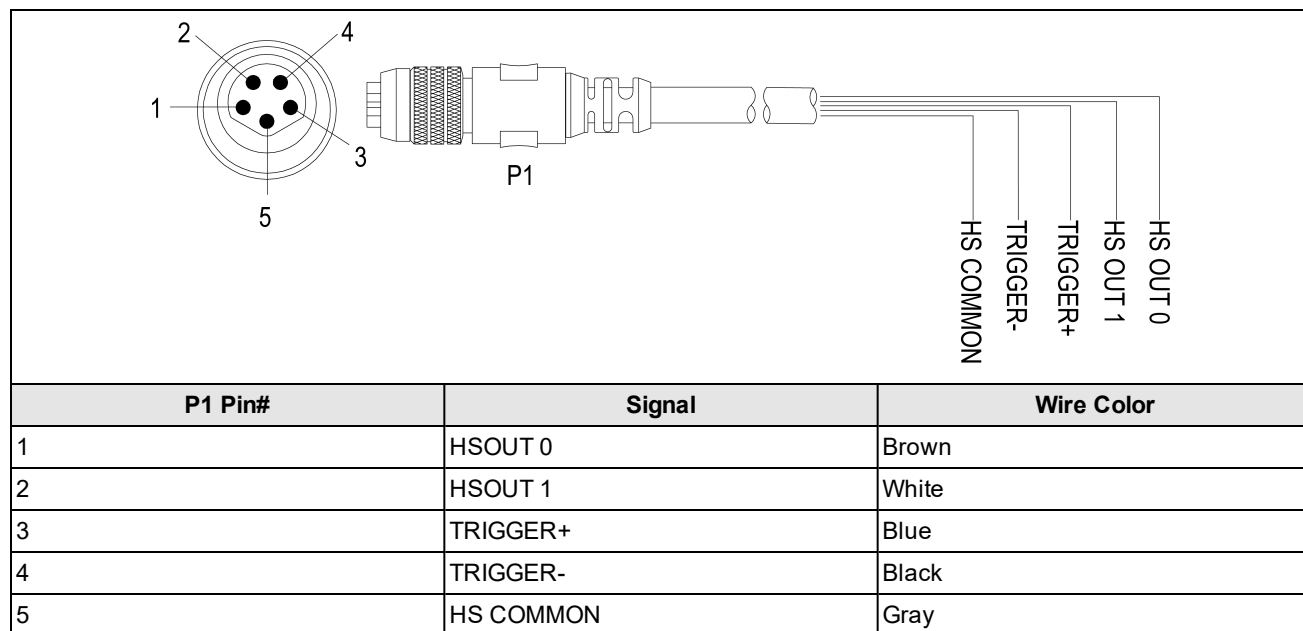 2
4
1
3
5
P1
HS COMMON
TRIGGER-
TRIGGER+
HS OUT 1
HS OUT 0
P1 Pin# Signal Wire Color
1 HSOUT 0 Brown
2 HSOUT 1 White
3 TRIGGER+ Blue
4 TRIGGER- Black
5 HS COMMON Gray